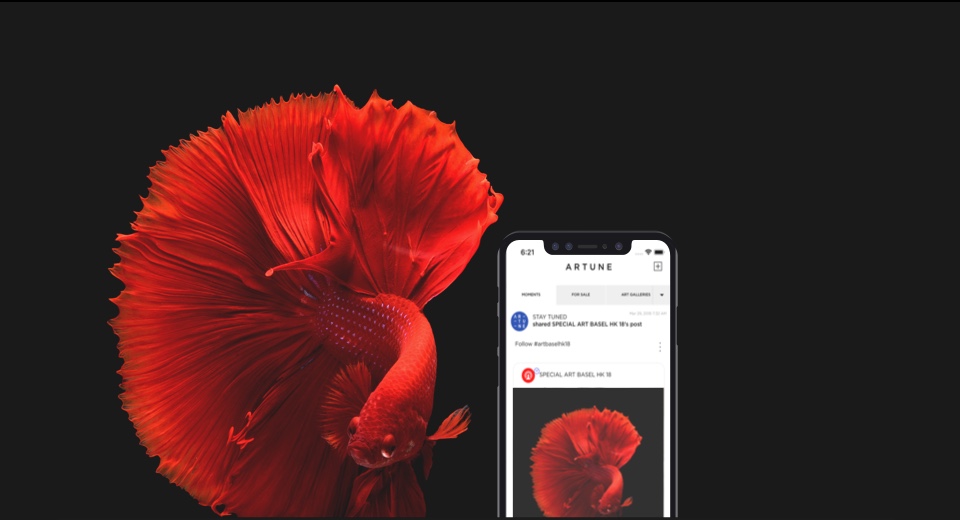 6:21
ARTUNE
MOMENTS
FOR SALE
ART GALLERIES
STAY TUNED
shared SPECIAL ART BASEL HK 18's post
Follow #artbaselhk18
SPECIAL ART BASEL HK'18